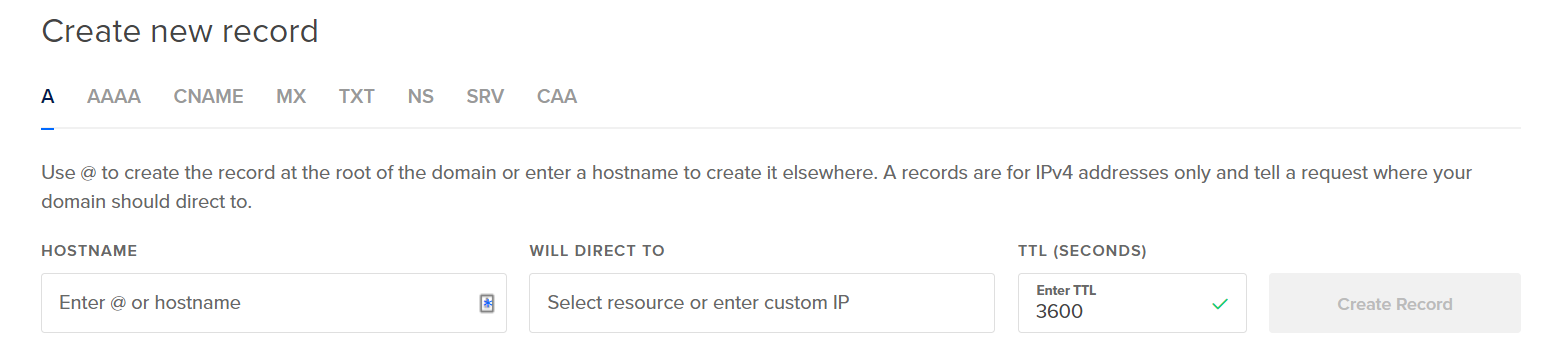 Create new record
A AAAA CNAME MX TXT NS SRV CAA
Use @ to create the record at the root of the domain or enter a hostname to create it elsewhere. A records are for IPv4 addresses only and tell a request where your
domain should direct to.
HOSTNAME WILL DIRECT TO TTL (SECONDS)
Enter @ or hostname Select resource or enter custom IP Enter TTL
3600 Create Record